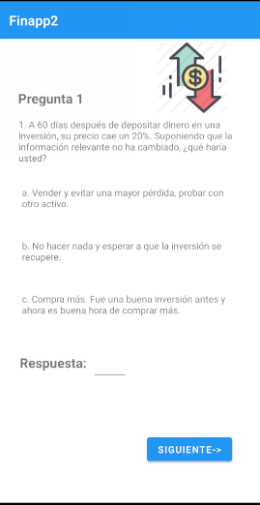 Finapp2
Pregunta 1
1. A 60 días después de depositar dinero en una
inversión, su precio cae un 20%. Suponiendo que la
información relevante no ha cambiado, ¿qué haría
usted?
a. Vender y evitar una mayor pérdida, probar con
otro activo.
b. No hacer nada y esperar a que la inversión se
recupere.
c. Compra más. Fue una buena inversión antes y
ahora es buena hora de comprar más.
Respuesta:
SIGUIENTE->